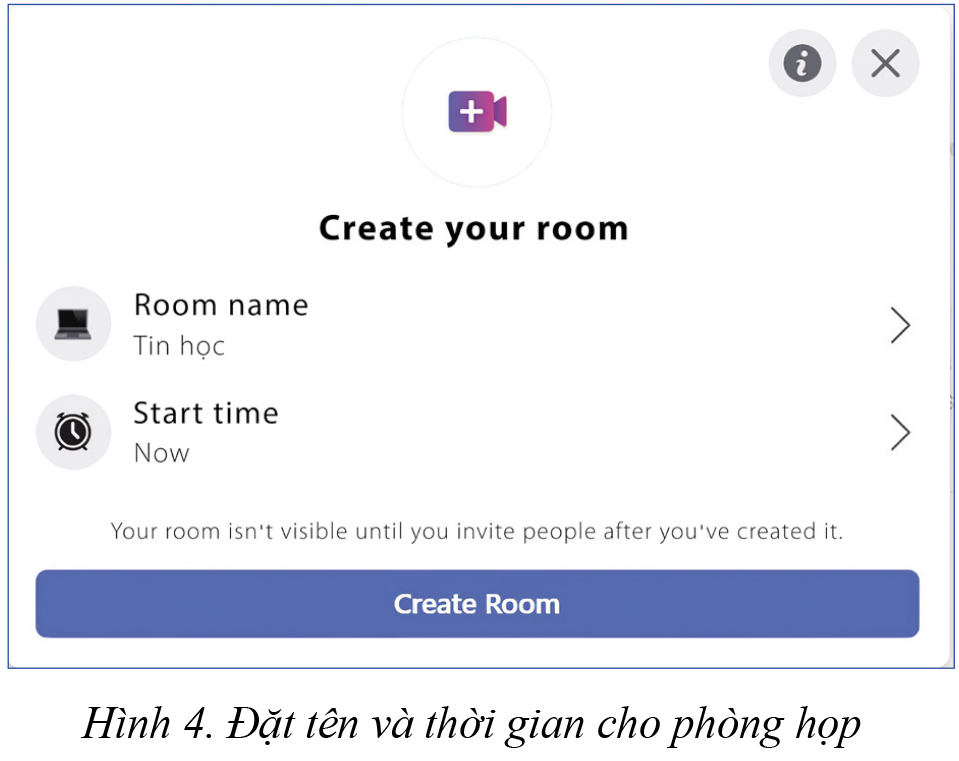 Create your room
Room name
Tin học
Start time
Now
Your room isn't visible until you invite people after you've created it.
Create Room
Hình 4. Đặt tên và thời gian cho phòng họp